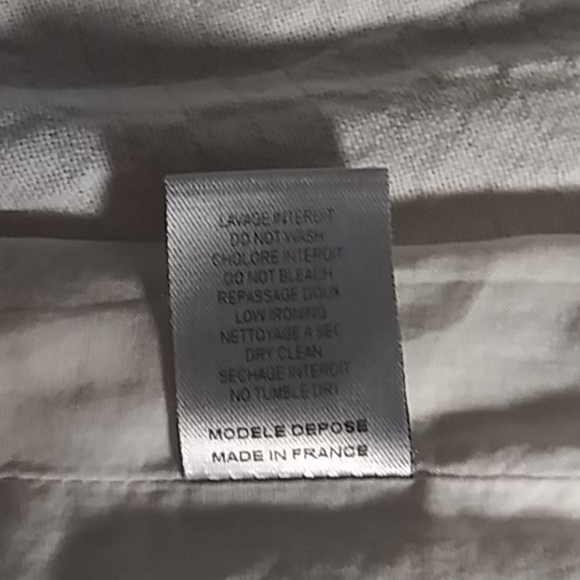 LAVAGE INTERDIT
DO NOT WASH
CHOLORE INTERDIT
DO NOT BLEACH
REPASSAGE DOUX
LOW IRONING
NETTOYAGE A SEC
DRY CLEAN
SECHAGE INTERDIT
NO TUMBLE DRY
MODELE DEPOSE
MADE IN FRANCE